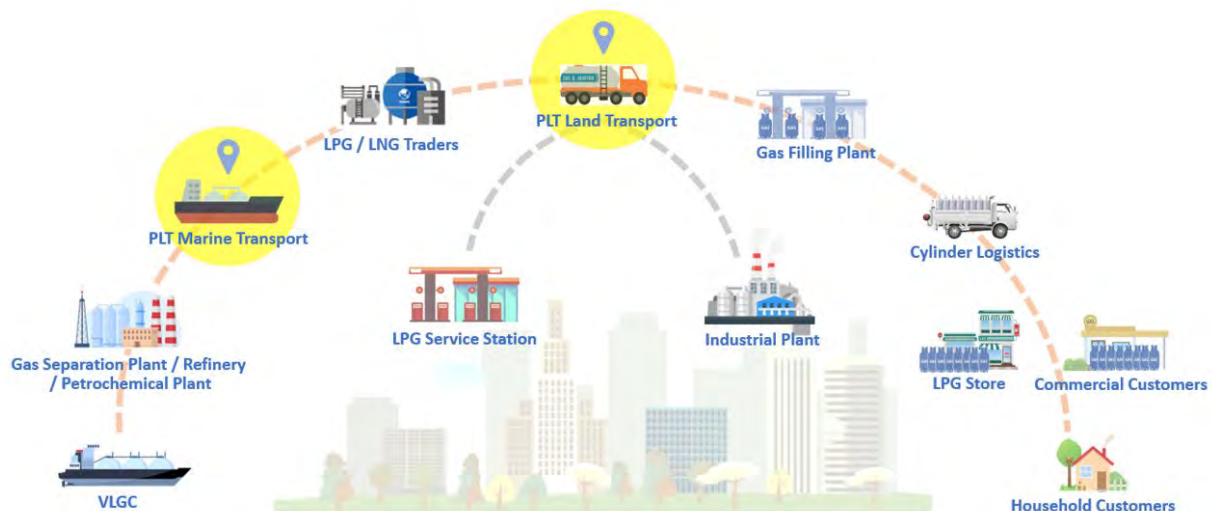 PLT Land Transport
LPG / LNG Traders
Gas Filling Plant
PLT Marine Transport
Cylinder Logistics
LPG Service Station
Industrial Plant
Gas Separation Plant / Refinery
/ Petrochemical Plant
LPG Store
Commercial Customers
VLGC
Household Customers